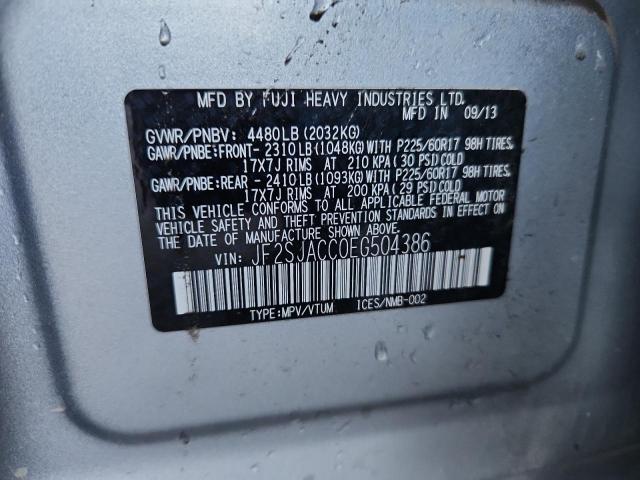 MFD BY FUJI HEAVY INDUSTRIES LTD.
MFD IN 09/13
GVWR/PNBV: 4480LB (2032KG)
GAWR/PNBE:FRONT- 2310LB (1048KG)WITH P225/60R17 98H TIRES,
17X7J RIMS AT 210 KPA (30 PSI)COLD
GAWR/PNBE:REAR - 2410LB (1093KG)WITH P225/60R17 98H TIRES,
17X7J RIMS AT 200 KPA (29 PSI)COLD
THIS VEHICLE CONFORMS TO ALL APPLICABLE FEDERAL MOTOR
VEHICLE SAFETY AND THEFT PREVENTION STANDARDS IN EFFECT ON
THE DATE OF MANUFACTURE SHOWN ABOVE.
VIN: JF2SJACC0EG504386
TYPE:MPV/VTUM ICES/NMB-002